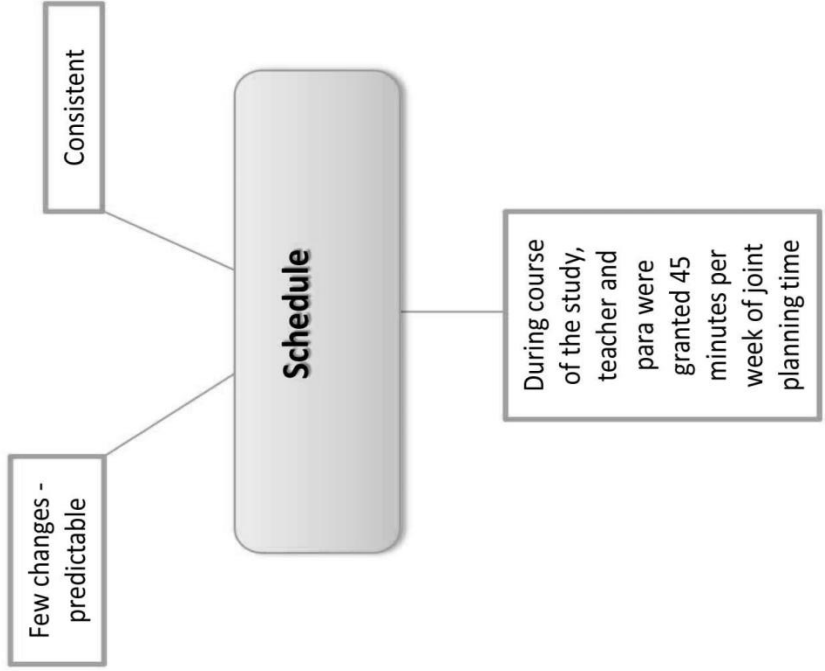 Few changes -
predictable
Consistent
Schedule
During course
of the study,
teacher and
para were
granted 45
minutes per
week of joint
planning time